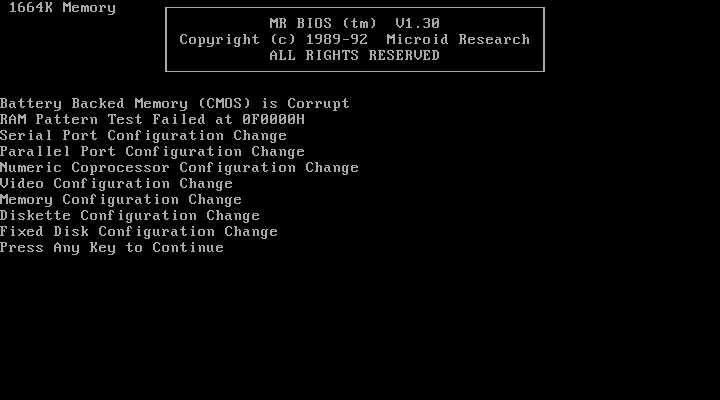 1664K Memory
MR BIOS (tm) V1.30
Copyright (c) 1989-92 Microid Research
ALL RIGHTS RESERVED
Battery Backed Memory (CMOS) is Corrupt
RAM Pattern Test Failed at 0F0000H
Serial Port Configuration Change
Parallel Port Configuration Change
Numeric Coprocessor Configuration Change
Video Configuration Change
Memory Configuration Change
Diskette Configuration Change
Fixed Disk Configuration Change
Press Any Key to Continue